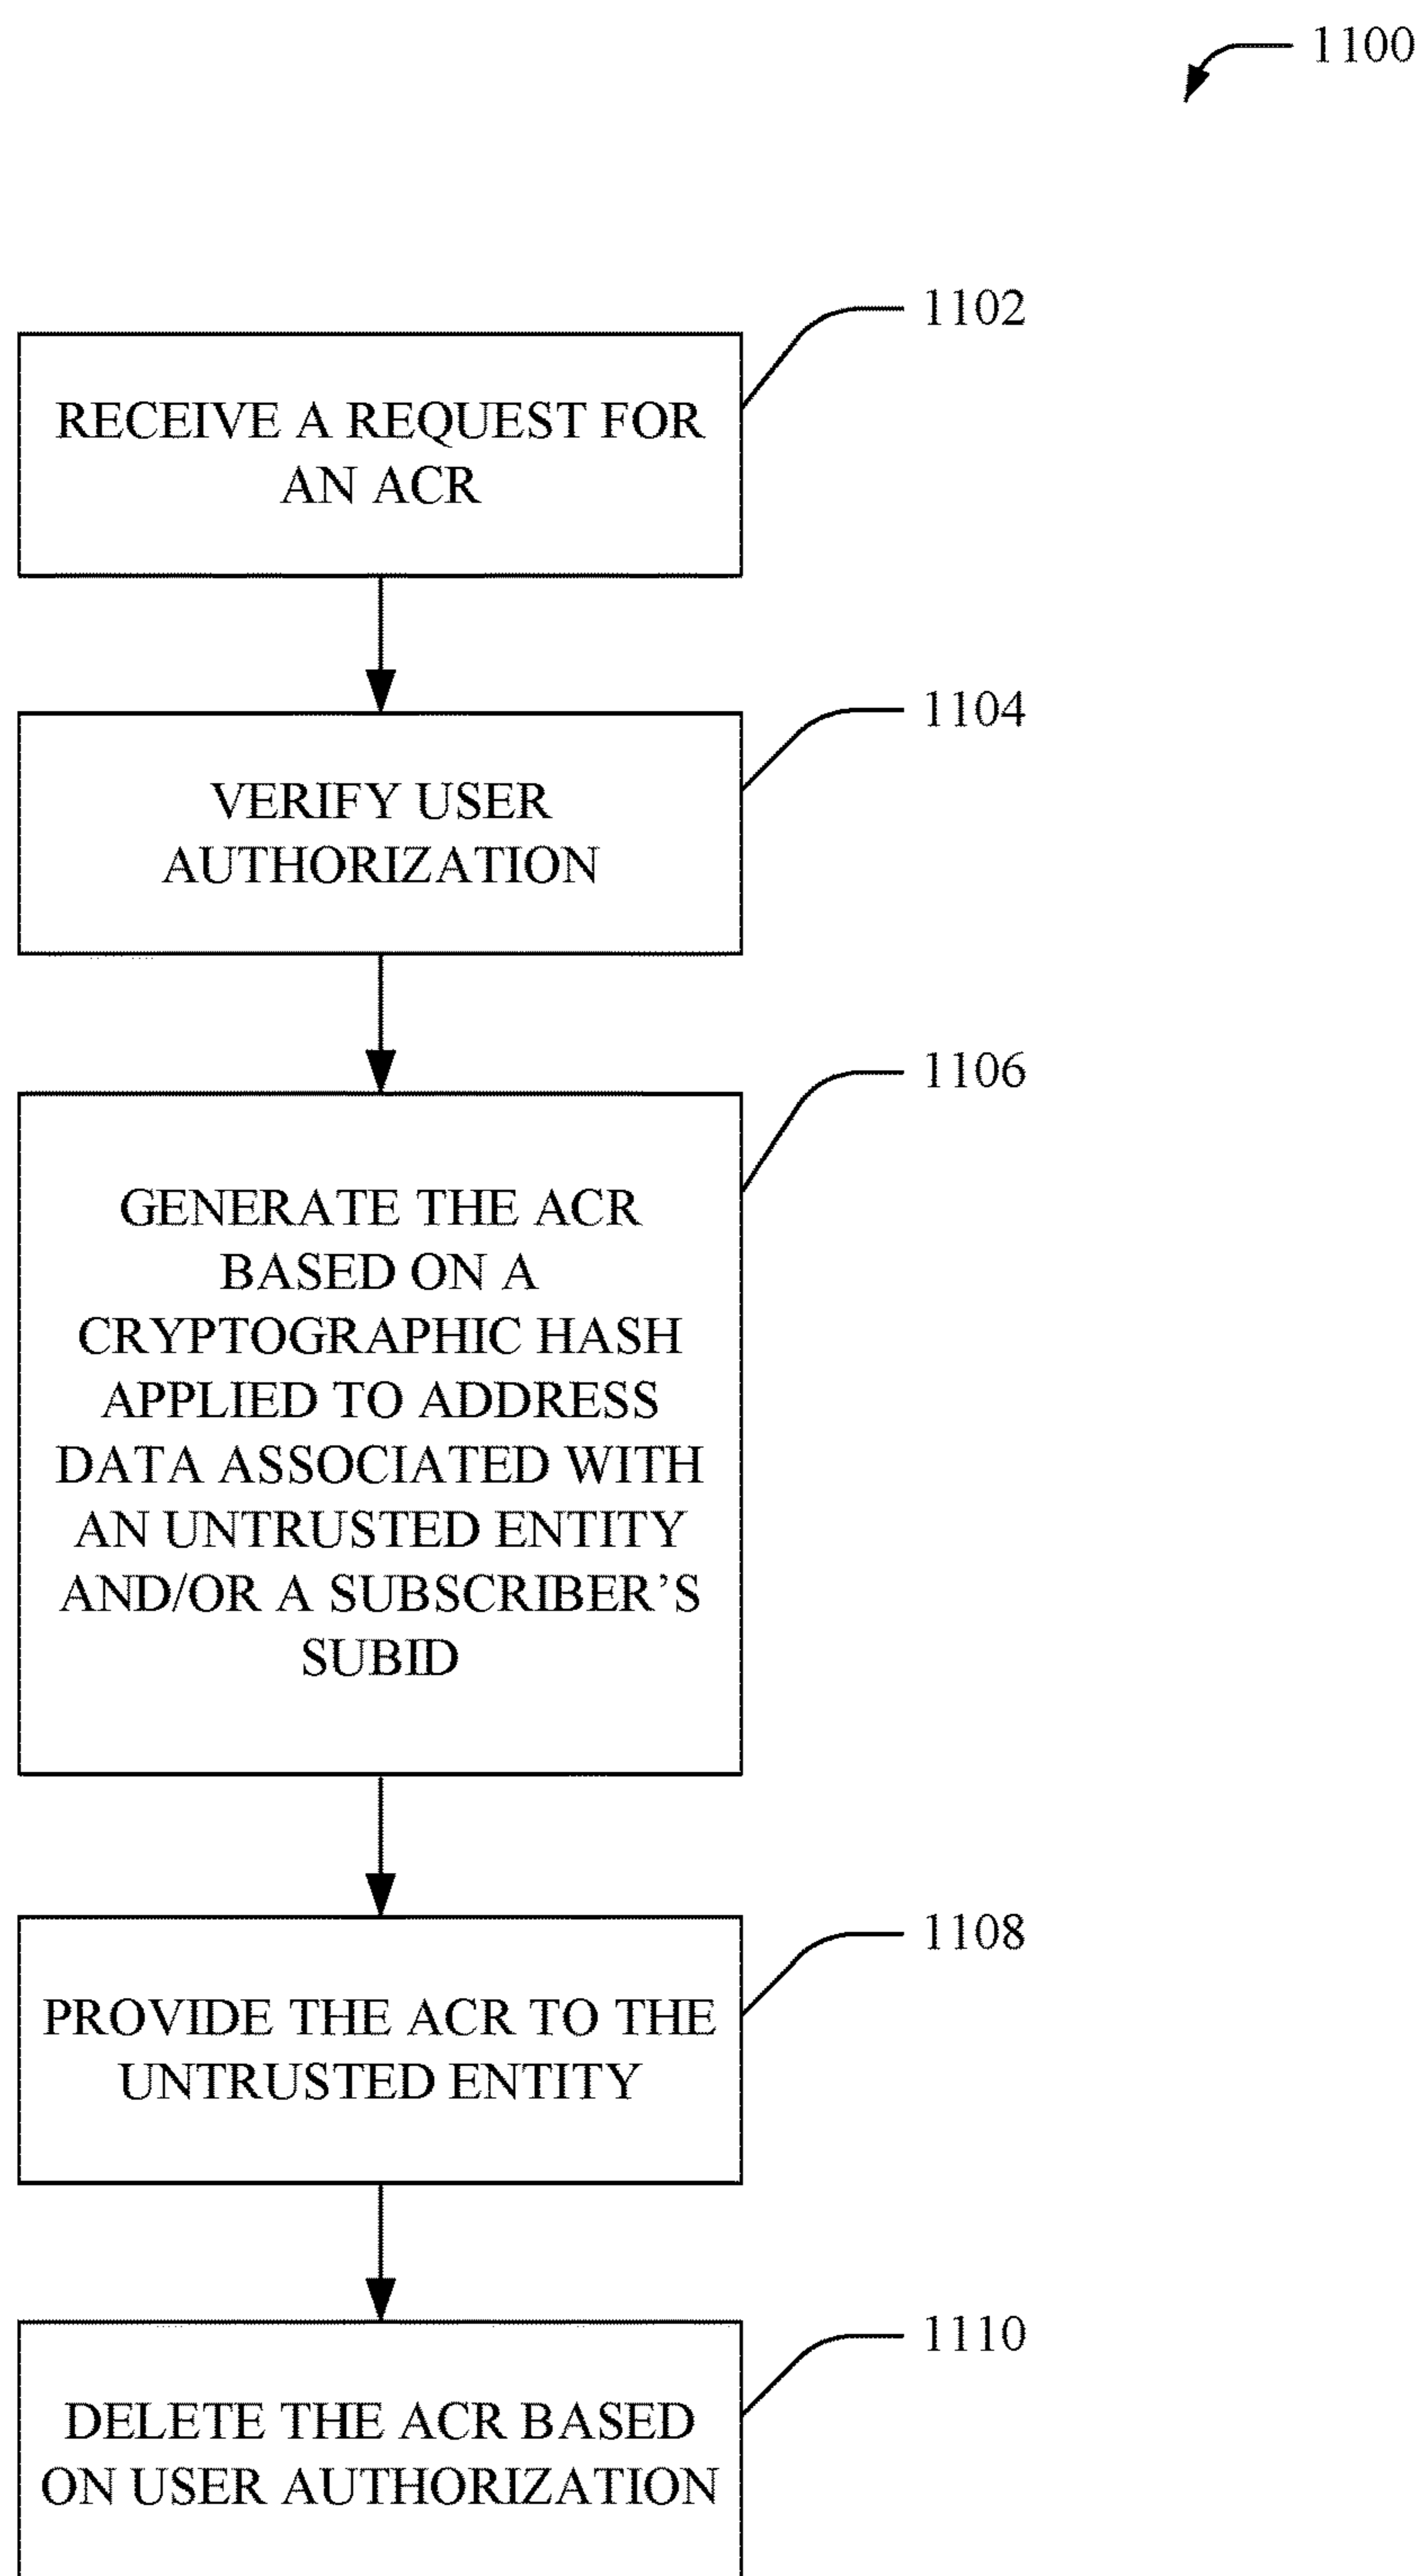 1100
1102
RECEIVE A REQUEST FOR
AN ACR
1104
VERIFY USER
AUTHORIZATION
1106
GENERATE THE ACR
BASED ON A
CRYPTOGRAPHIC HASH
APPLIED TO ADDRESS
DATA ASSOCIATED WITH
AN UNTRUSTED ENTITY
AND/OR A SUBSCRIBER’S
SUBID
1108
PROVIDE THE ACR TO THE
UNTRUSTED ENTITY
1110
DELETE THE ACR BASED
ON USER AUTHORIZATION